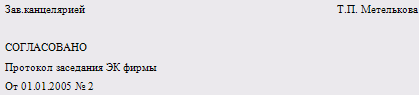 Зав.канцелярией Т.П. Метелькова
СОГЛАСОВАНО
Протокол заседания ЭК фирмы
От 01.01.2005 № 2